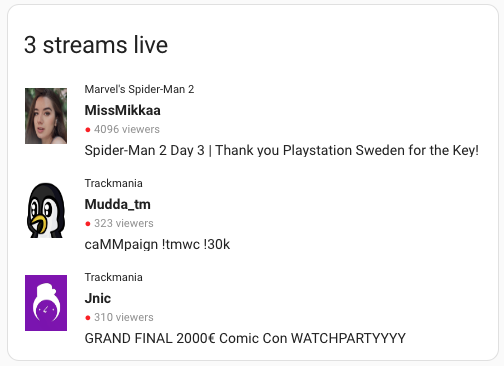 3 streams live
Marvel's Spider-Man 2
MissMikkaa
4096 viewers
Spider-Man 2 Day 3 | Thank you Playstation Sweden for the Key!
Trackmania
Mudda_tm
323 viewers
caMMpaign !tmwc !30k
Trackmania
Jnic
310 viewers
GRAND FINAL 2000€ Comic Con WATCHPARTYYYY